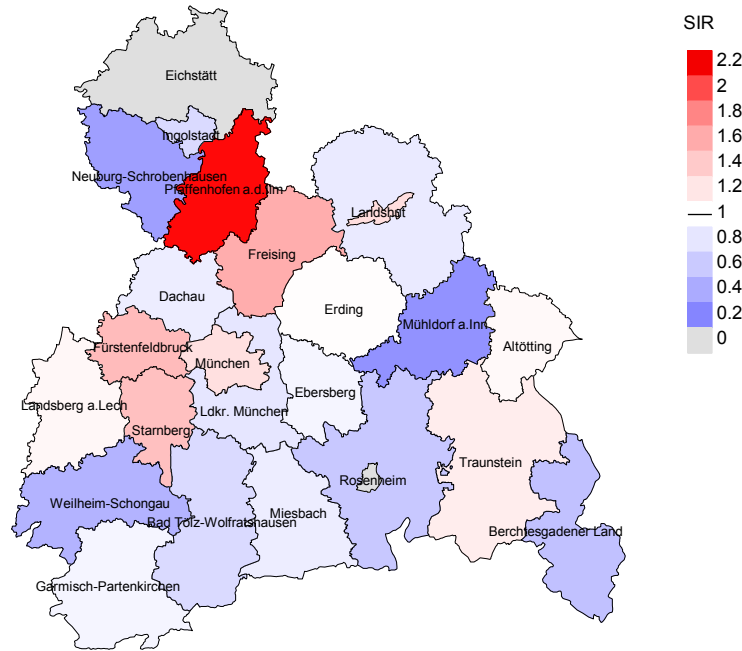 SIR
2.2
2
1.8
1.6
1.4
1.2
1
0.8
0.6
0.4
0.2
0
Eichstätt
Ingolstadt
Neuburg-Schrobenhausen
Pfaffenhofen a.d.Ilm
Landshut
Freising
Dachau
Erding
Mühldorf a.Inn
Altötting
Fürstenfeldbruck
München
Ebersberg
Landsberg a.Lech
Ldkr. München
Starnberg
Traunstein
Rosenheim
Weilheim-Schongau
Miesbach
Bad Tölz-Wolfratshausen
Berchtesgadener Land
Garmisch-Partenkirchen